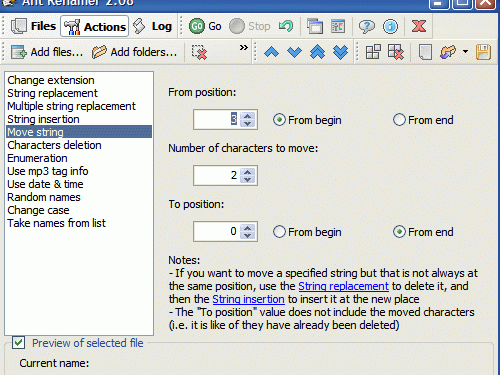 Ant Renamer 2.08
Files Actions Log Go Stop
Add files... Add folders... »
Change extension
String replacement
Multiple string replacement
String insertion
Move string
Characters deletion
Enumeration
Use mp3 tag info
Use date & time
Random names
Change case
Take names from list
From position:
3 From begin From end
Number of characters to move:
2
To position:
0 From begin From end
Notes:
- If you want to move a specified string but that is not always at
the same position, use the String replacement to delete it, and
then the String insertion to insert it at the new place
- The "To position" value does not include the moved characters
(i.e. it is like of they have already been deleted)
Preview of selected file
Current name: